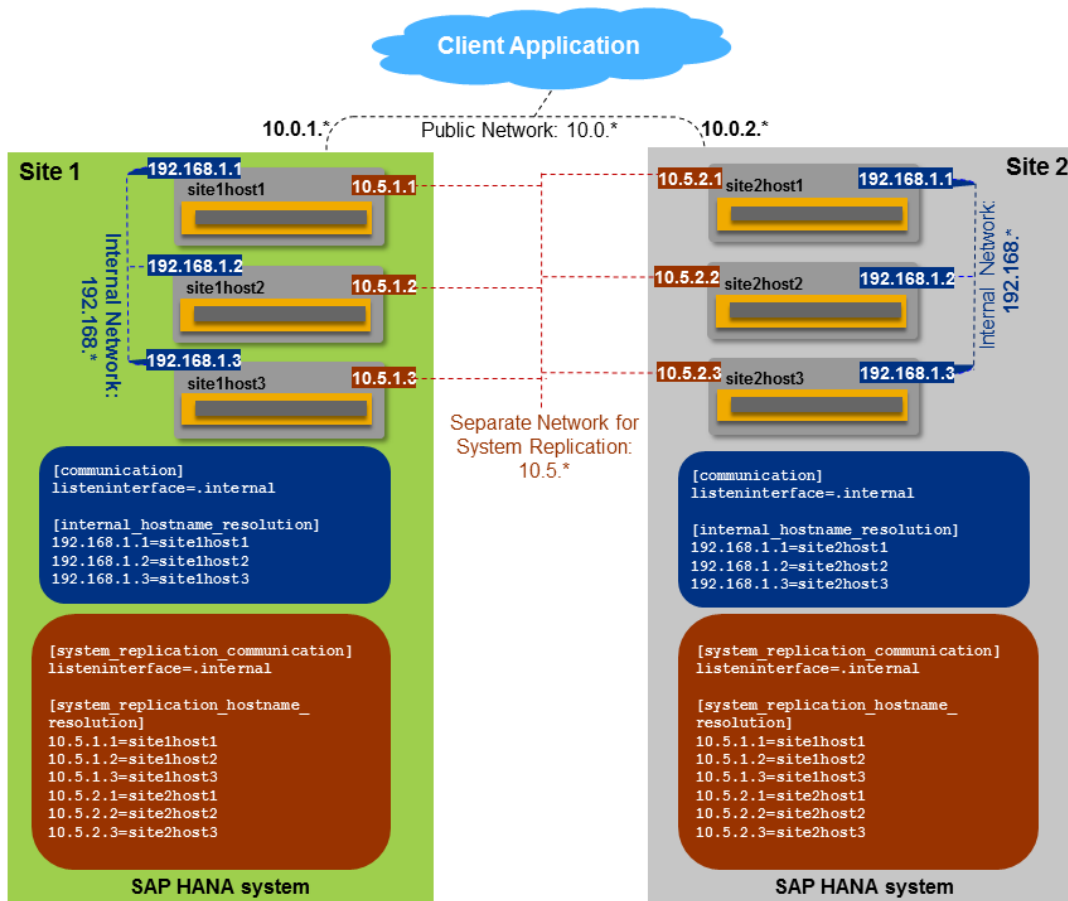 Client Application
10.0.1.*
Public Network: 10.0.*
10.0.2.*
Site 1
192.168.1.1
site1host1
10.5.1.1
192.168.1.2
site1host2
10.5.1.2
192.168.1.3
site1host3
10.5.1.3
Internal Network:
192.168.*
Separate Network for
System Replication:
10.5.*
Site 2
10.5.2.1
site2host1
192.168.1.1
10.5.2.2
site2host2
192.168.1.2
10.5.2.3
site2host3
192.168.1.3
Internal Network:
192.168.*
[communication]
listeninterface=.internal
[internal_hostname_resolution]
192.168.1.1=site1host1
192.168.1.2=site1host2
192.168.1.3=site1host3
[system_replication_communication]
listeninterface=.internal
[system_replication_hostname_
resolution]
10.5.1.1=site1host1
10.5.1.2=site1host2
10.5.1.3=site1host3
10.5.2.1=site2host1
10.5.2.2=site2host2
10.5.2.3=site2host3
SAP HANA system
[communication]
listeninterface=.internal
[internal_hostname_resolution]
192.168.1.1=site2host1
192.168.1.2=site2host2
192.168.1.3=site2host3
[system_replication_communication]
listeninterface=.internal
[system_replication_hostname_
resolution]
10.5.1.1=site1host1
10.5.1.2=site1host2
10.5.1.3=site1host3
10.5.2.1=site2host1
10.5.2.2=site2host2
10.5.2.3=site2host3
SAP HANA system